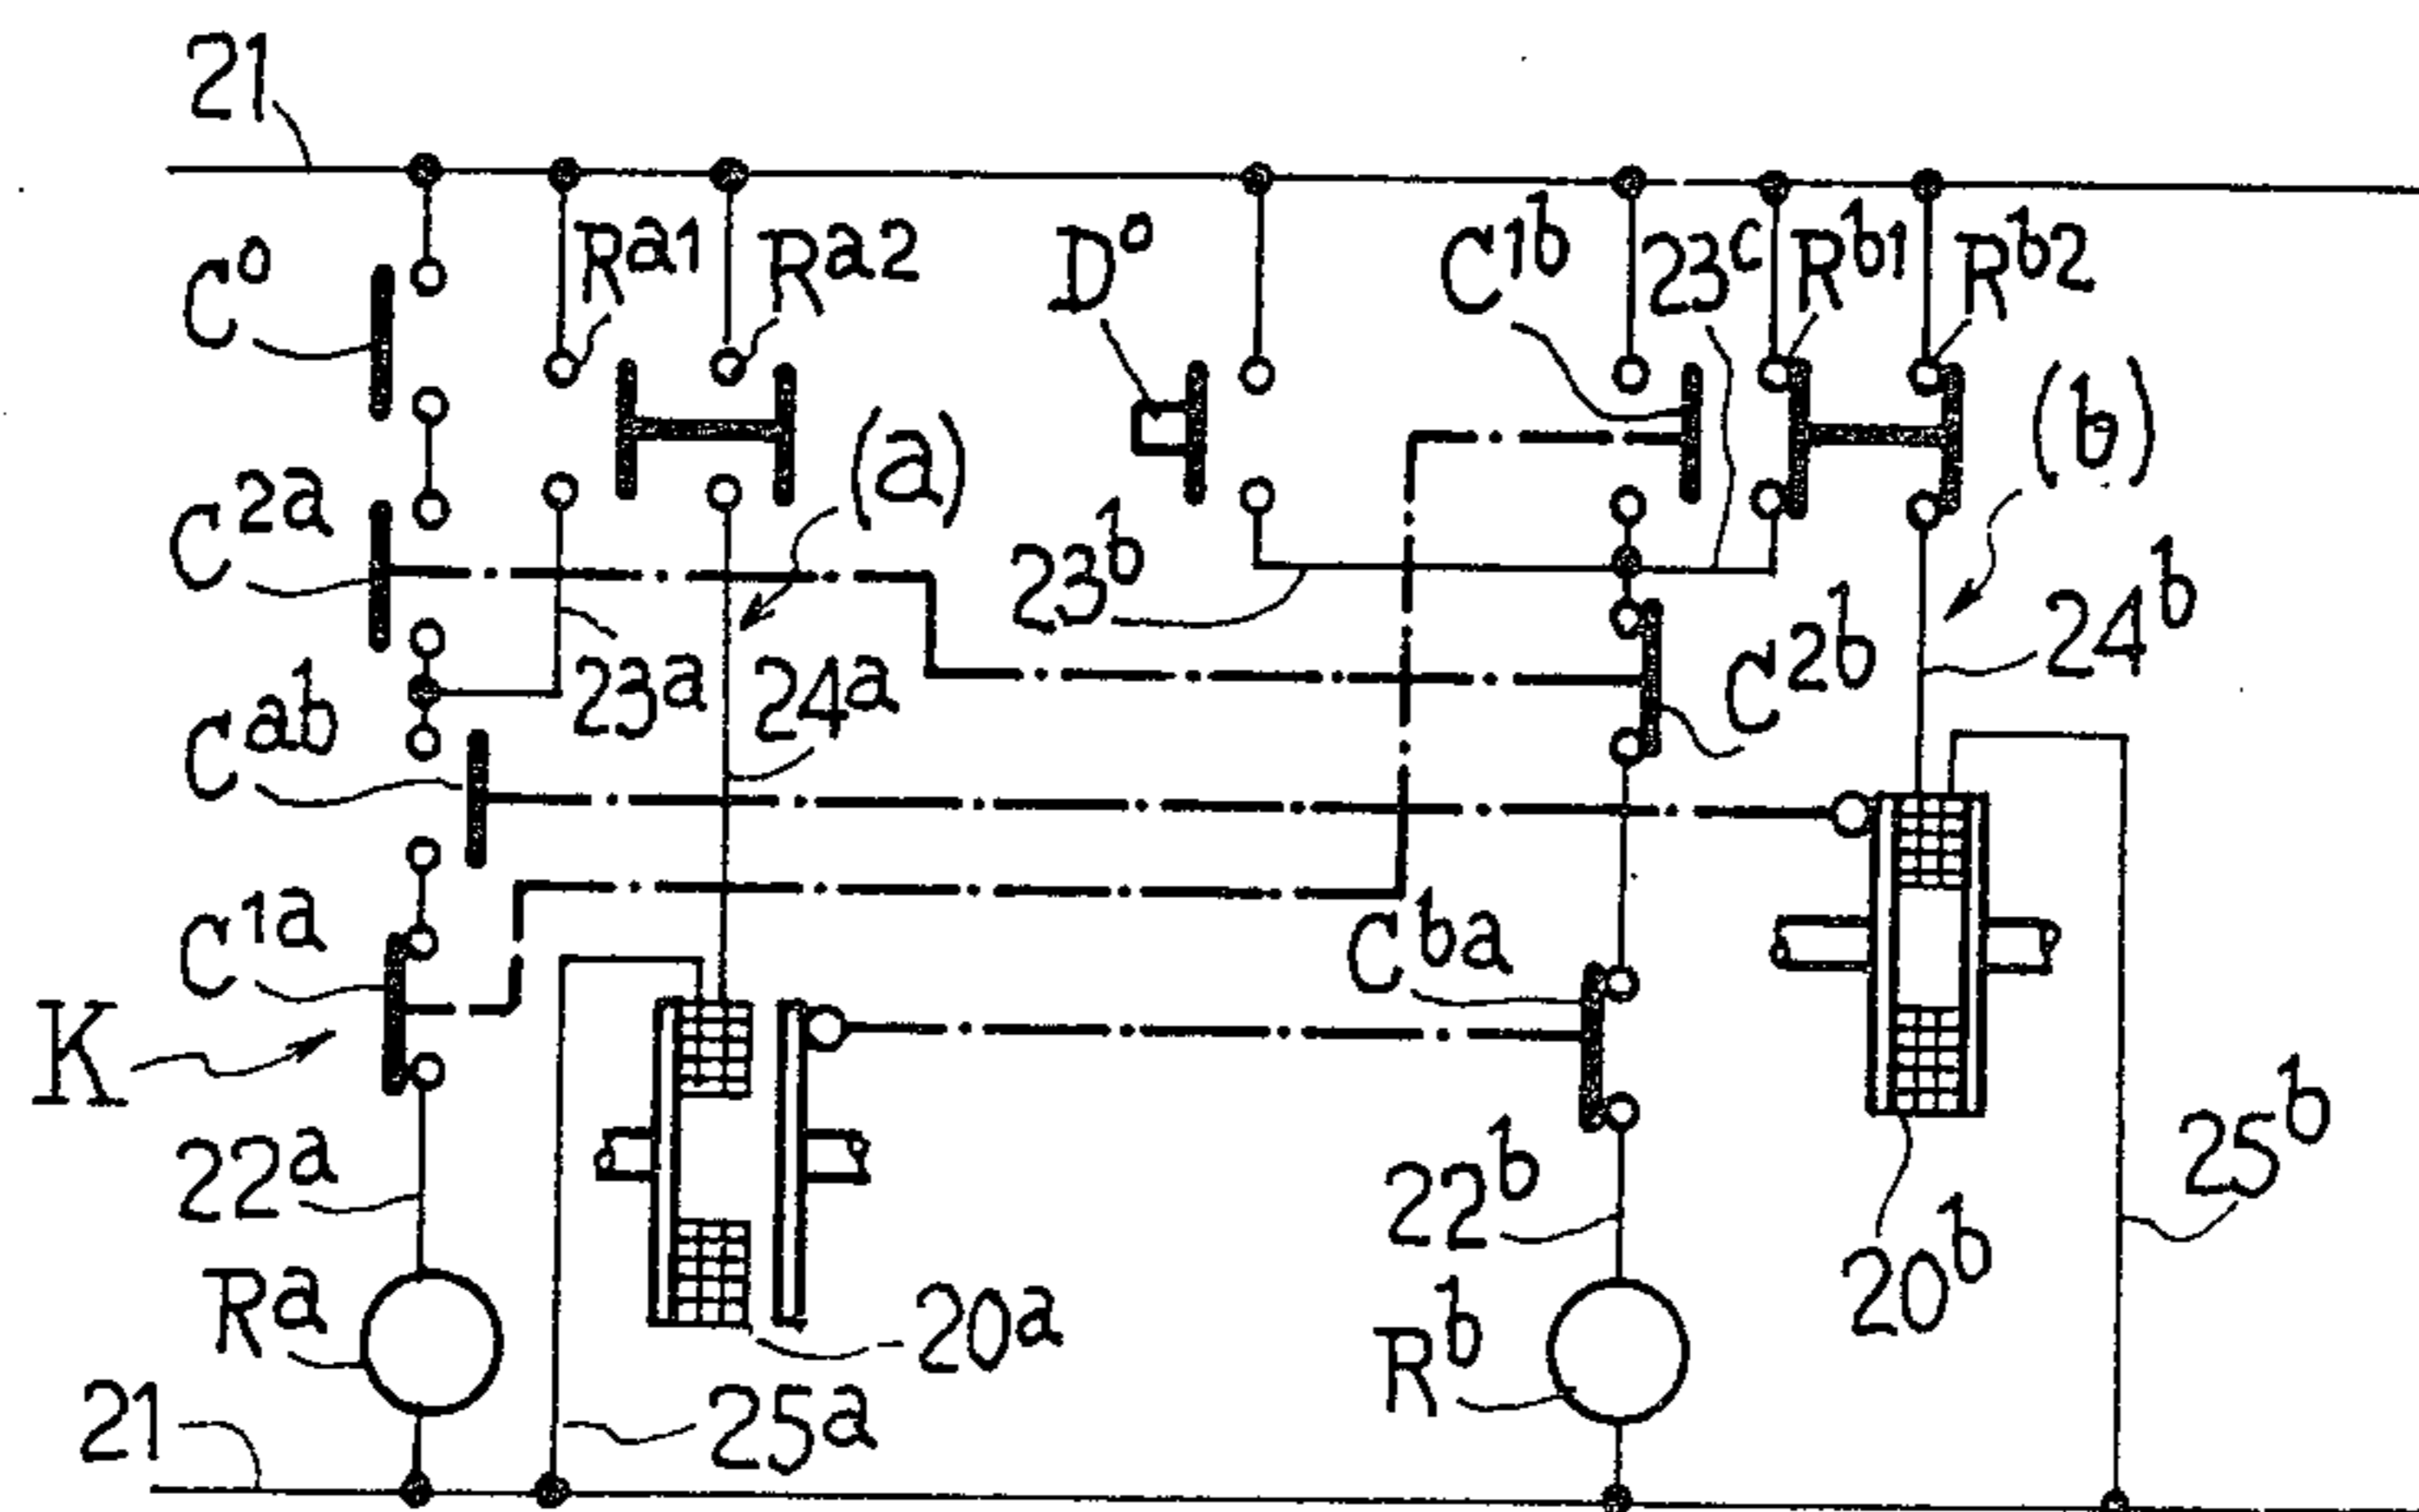 21
C⁰ Rᵃ¹ Rᵃ² D⁰ C¹ᵇ 23ᶜ Rᵇ¹ Rᵇ²
(a) (b)
C²ᵃ 23ᵇ 24ᵇ
23ᵃ 24ᵃ C²ᵇ
Cᵃᵇ
C¹ᵃ Cᵇᵃ
K
22ᵃ 22ᵇ 25ᵇ
Rᵃ 20ᵃ Rᵇ 20ᵇ
21 25ᵃ